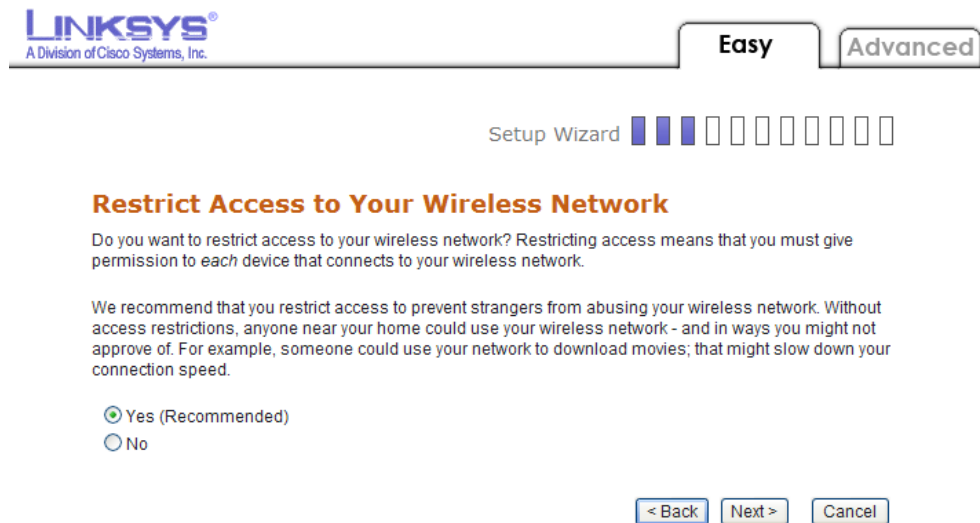 LINKSYS®
A Division of Cisco Systems, Inc.
Easy
Advanced
Setup Wizard
Restrict Access to Your Wireless Network
Do you want to restrict access to your wireless network? Restricting access means that you must give
permission to each device that connects to your wireless network.
We recommend that you restrict access to prevent strangers from abusing your wireless network. Without
access restrictions, anyone near your home could use your wireless network - and in ways you might not
approve of. For example, someone could use your network to download movies; that might slow down your
connection speed.
Yes (Recommended)
No
< Back
Next >
Cancel